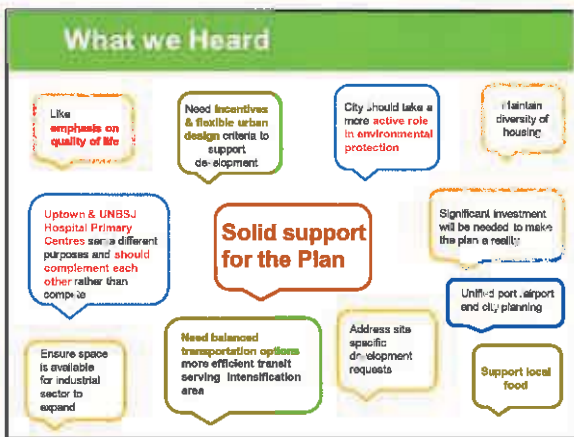 What we Heard
Like
emphasis on
quality of life
Need incentives
& flexible urban
design criteria to
support
development
City should take a
more active role
in environmental
protection
Maintain
diversity of
housing
Uptown & UNBSJ
Hospital Primary
Centres serve different
purposes and should
complement each
other rather than
compete
Solid support
for the Plan
Significant investment
will be needed to make
the plan a reality
Unified port, airport
and city planning
Ensure space
is available
for industrial
sector to
expand
Need balanced
transportation options
more efficient transit
serving intensification
area
Address site
specific
development
requests
Support local
food